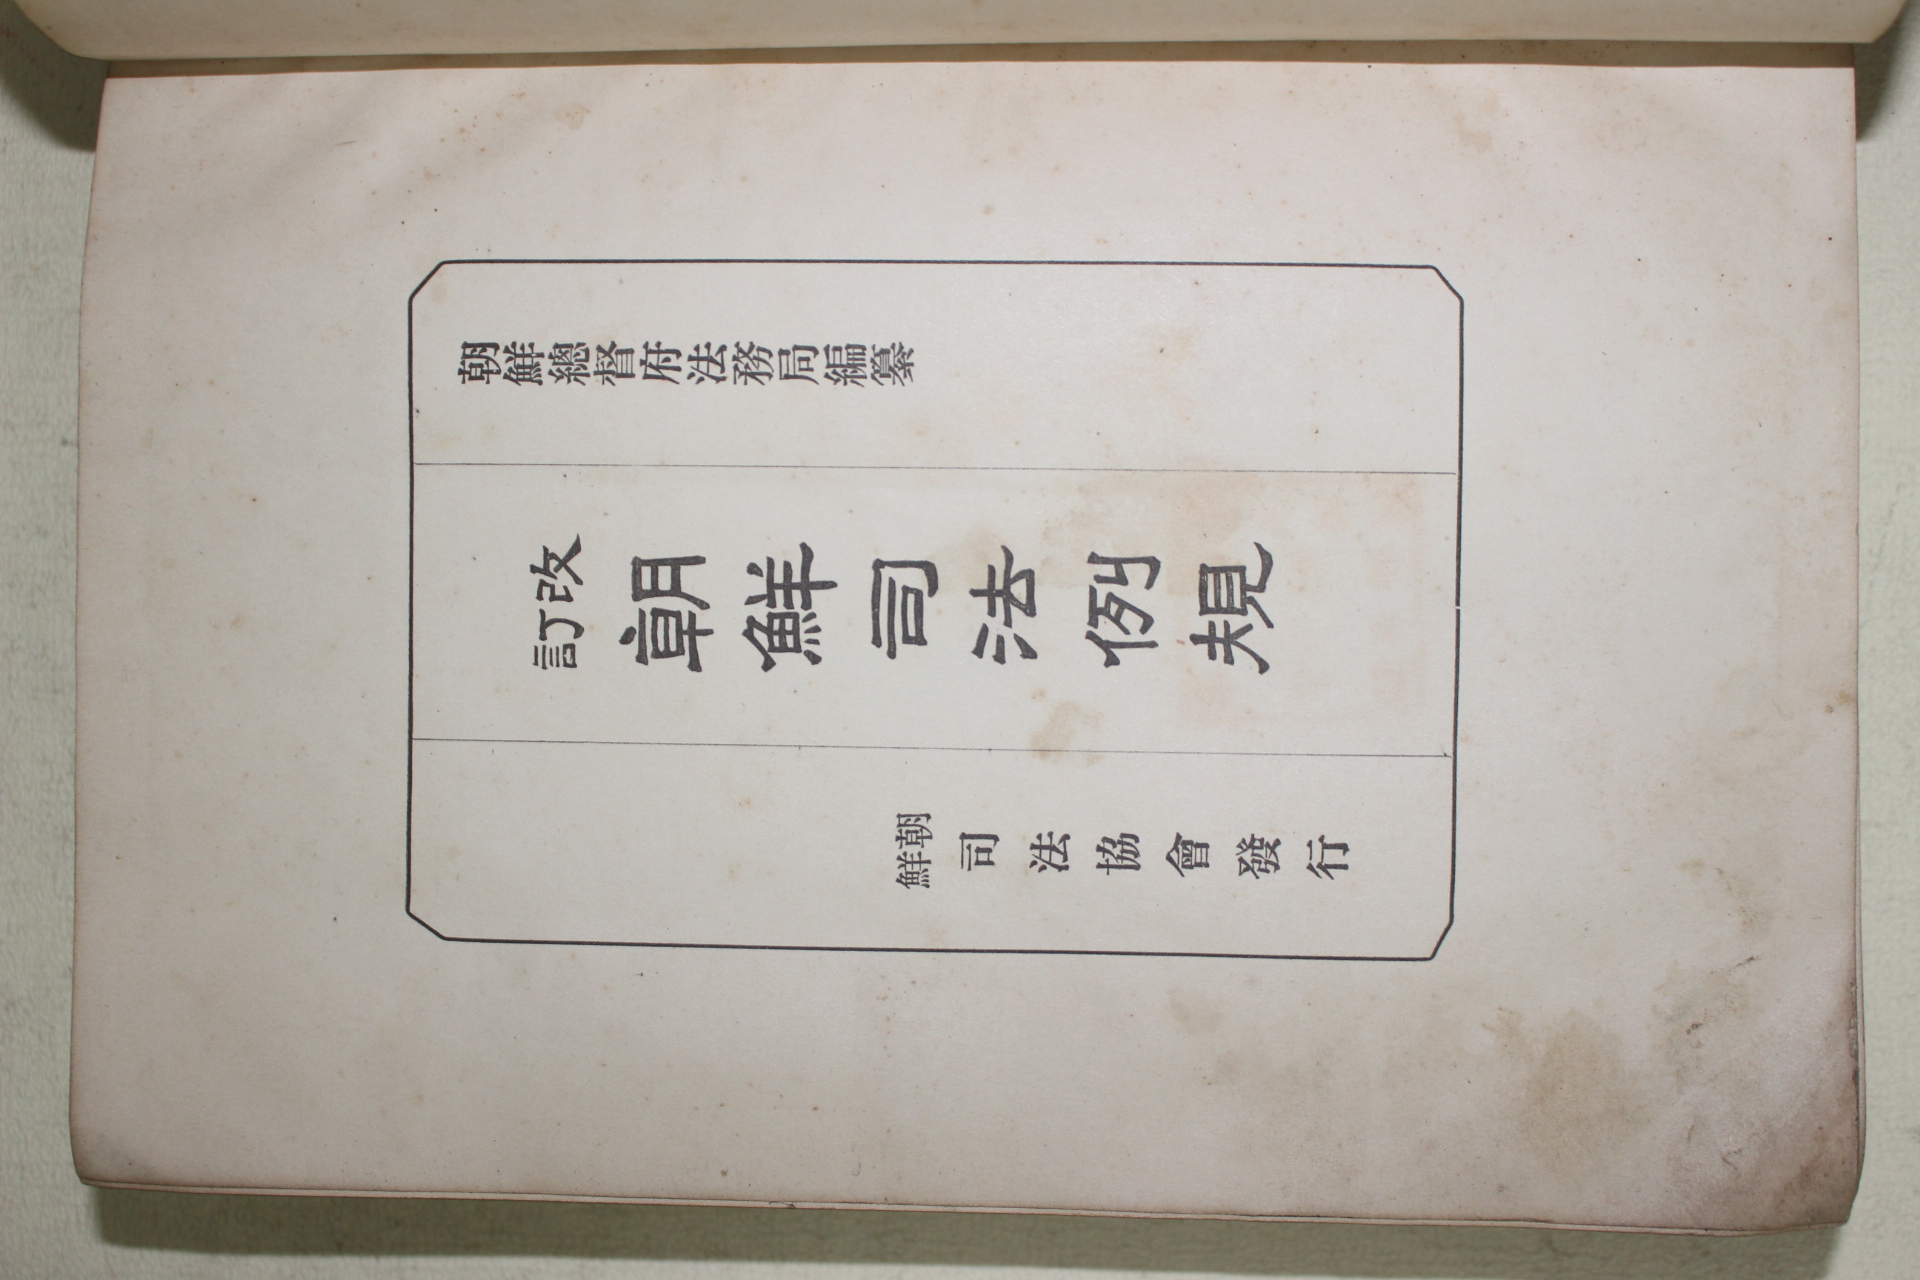 朝鮮總督府法務局編纂
改訂 朝鮮司法例規
朝鮮 司法協會發行